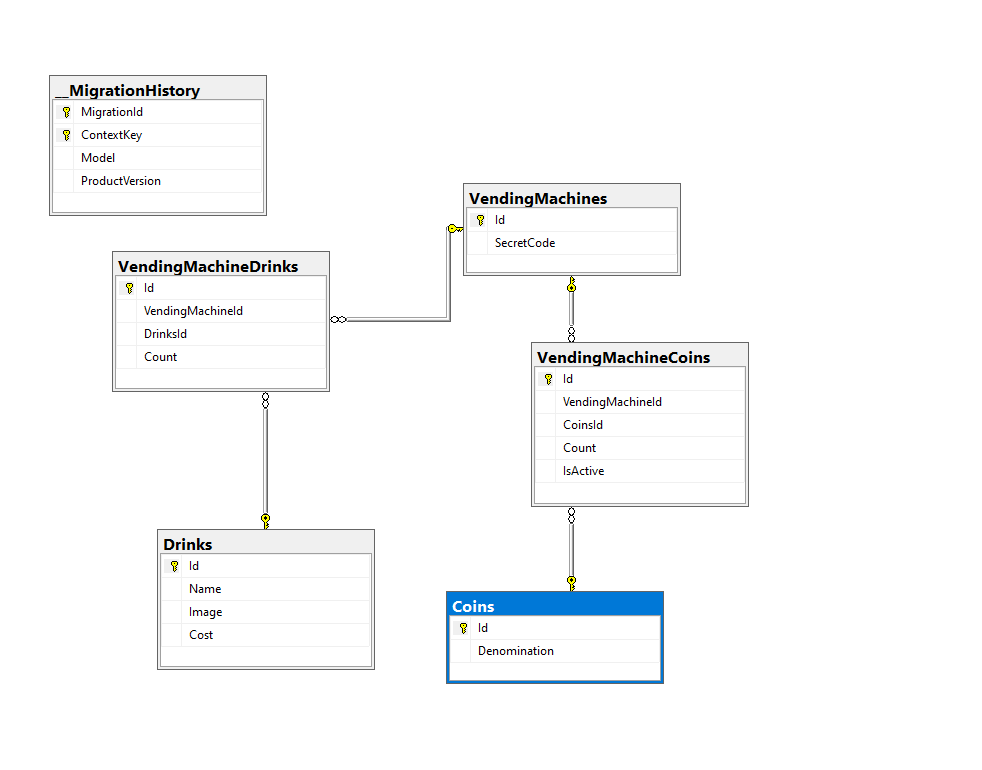 __MigrationHistory
MigrationId
ContextKey
Model
ProductVersion
VendingMachines
Id
SecretCode
VendingMachineDrinks
Id
VendingMachineId
DrinksId
Count
VendingMachineCoins
Id
VendingMachineId
CoinsId
Count
IsActive
Drinks
Id
Name
Image
Cost
Coins
Id
Denomination